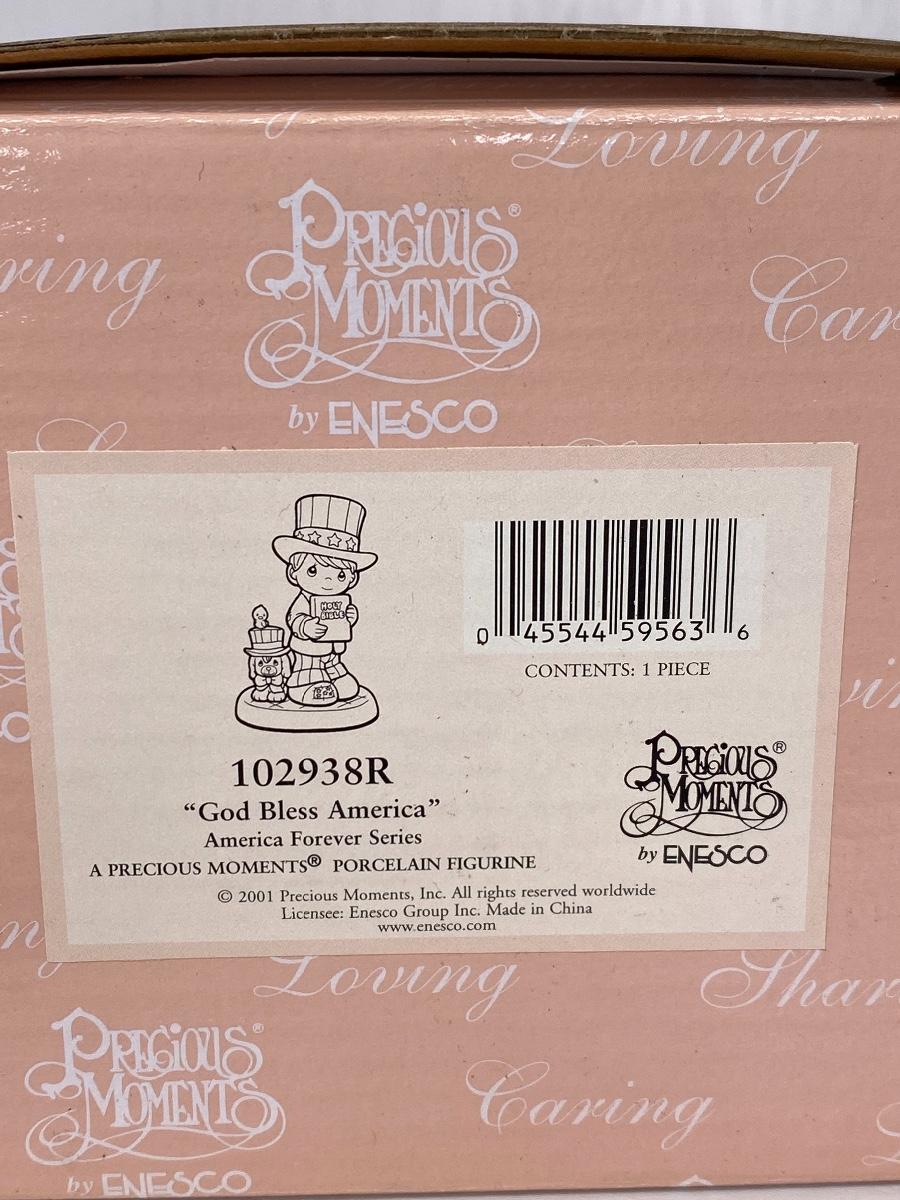 Loving
Precious
Moments®
by ENESCO
ring
Car
HOLY
BIBLE
0 45544 59563 6
CONTENTS: 1 PIECE
102938R
“God Bless America”
America Forever Series
A PRECIOUS MOMENTS® PORCELAIN FIGURINE
© 2001 Precious Moments, Inc. All rights reserved worldwide
Licensee: Enesco Group Inc. Made in China
www.enesco.com
Precious®
Moments
by ENESCO
Loving
Shar
Precious®
Moments
by ENESCO
Caring